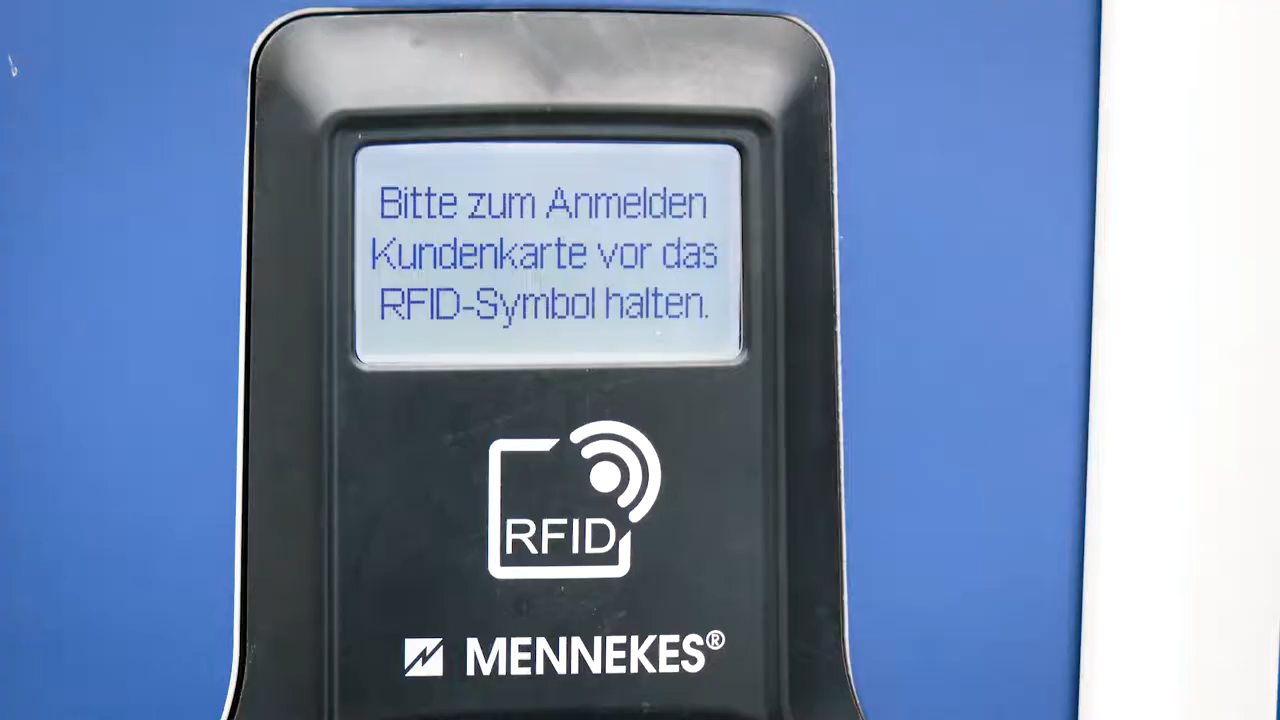 Bitte zum Anmelden
Kundenkarte vor das
RFID-Symbol halten.
RFID
MENNEKES®